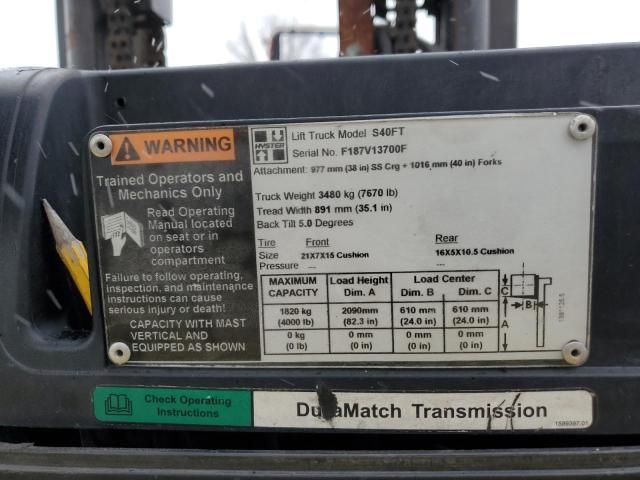 WARNING
Trained Operators and
Mechanics Only
Read Operating
Manual located
on seat or in
operators
compartment
Failure to follow operating,
inspection, and maintenance
instructions can cause
serious injury or death!
CAPACITY WITH MAST
VERTICAL AND
EQUIPPED AS SHOWN
HYSTER
Lift Truck Model S40FT
Serial No. F187V13700F
Attachment: 977 mm (38 in) SS Crg + 1016 mm (40 in) Forks
Truck Weight 3480 kg (7670 lb)
Tread Width 891 mm (35.1 in)
Back Tilt 5.0 Degrees
Tire Front Rear
Size 21X7X15 Cushion 16X5X10.5 Cushion
Pressure -- --
MAXIMUM CAPACITY Load Height Dim. A Load Center Dim. B Dim. C
1820 kg 2090mm 610 mm 610 mm
(4000 lb) (82.3 in) (24.0 in) (24.0 in)
0 kg 0 mm 0 mm 0 mm
(0 lb) (0 in) (0 in) (0 in)
C
B
A
Check Operating
Instructions
DuraMatch Transmission